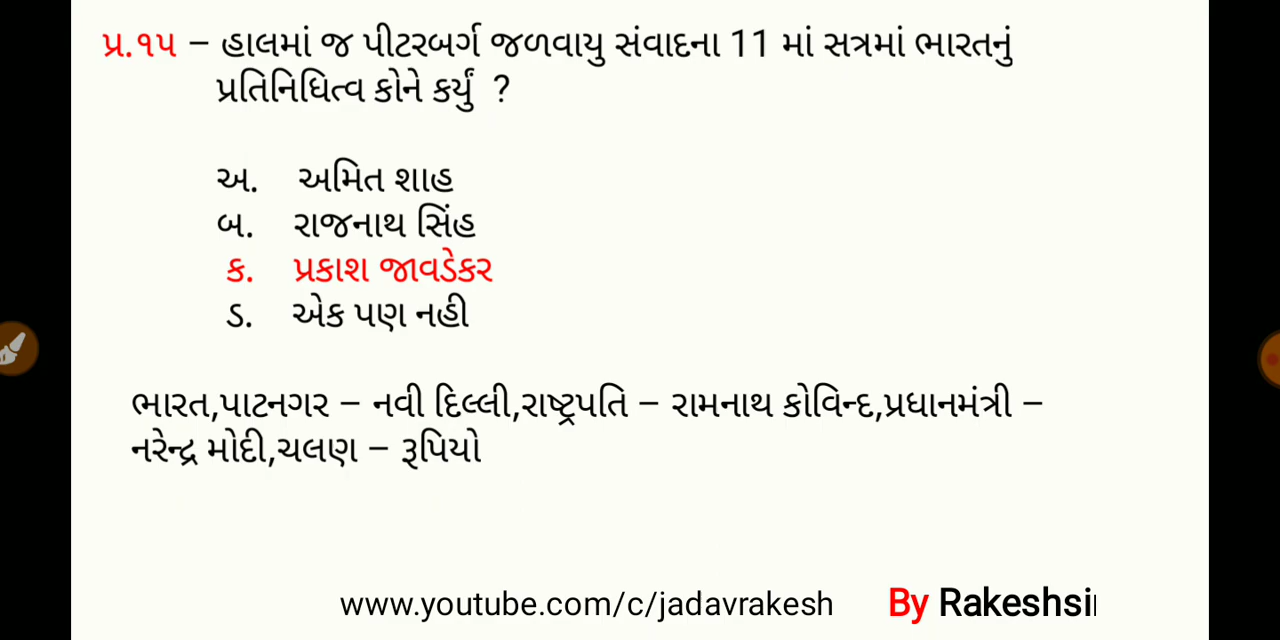 પ્ર.૧૫ – હાલમાં જ પીટરબર્ગ જળવાયુ સંવાદના 11 માં સત્રમાં ભારતનું
પ્રતિનિધિત્વ કોને કર્યું ?
અ. અમિત શાહ
બ. રાજનાથ સિંહ
ક. પ્રકાશ જાવડેકર
ડ. એક પણ નહી
ભારત,પાટનગર – નવી દિલ્લી,રાષ્ટ્રપતિ – રામનાથ કોવિન્દ,પ્રધાનમંત્રી –
નરેન્દ્ર મોદી,ચલણ – રૂપિયો
www.youtube.com/c/jadavrakesh By